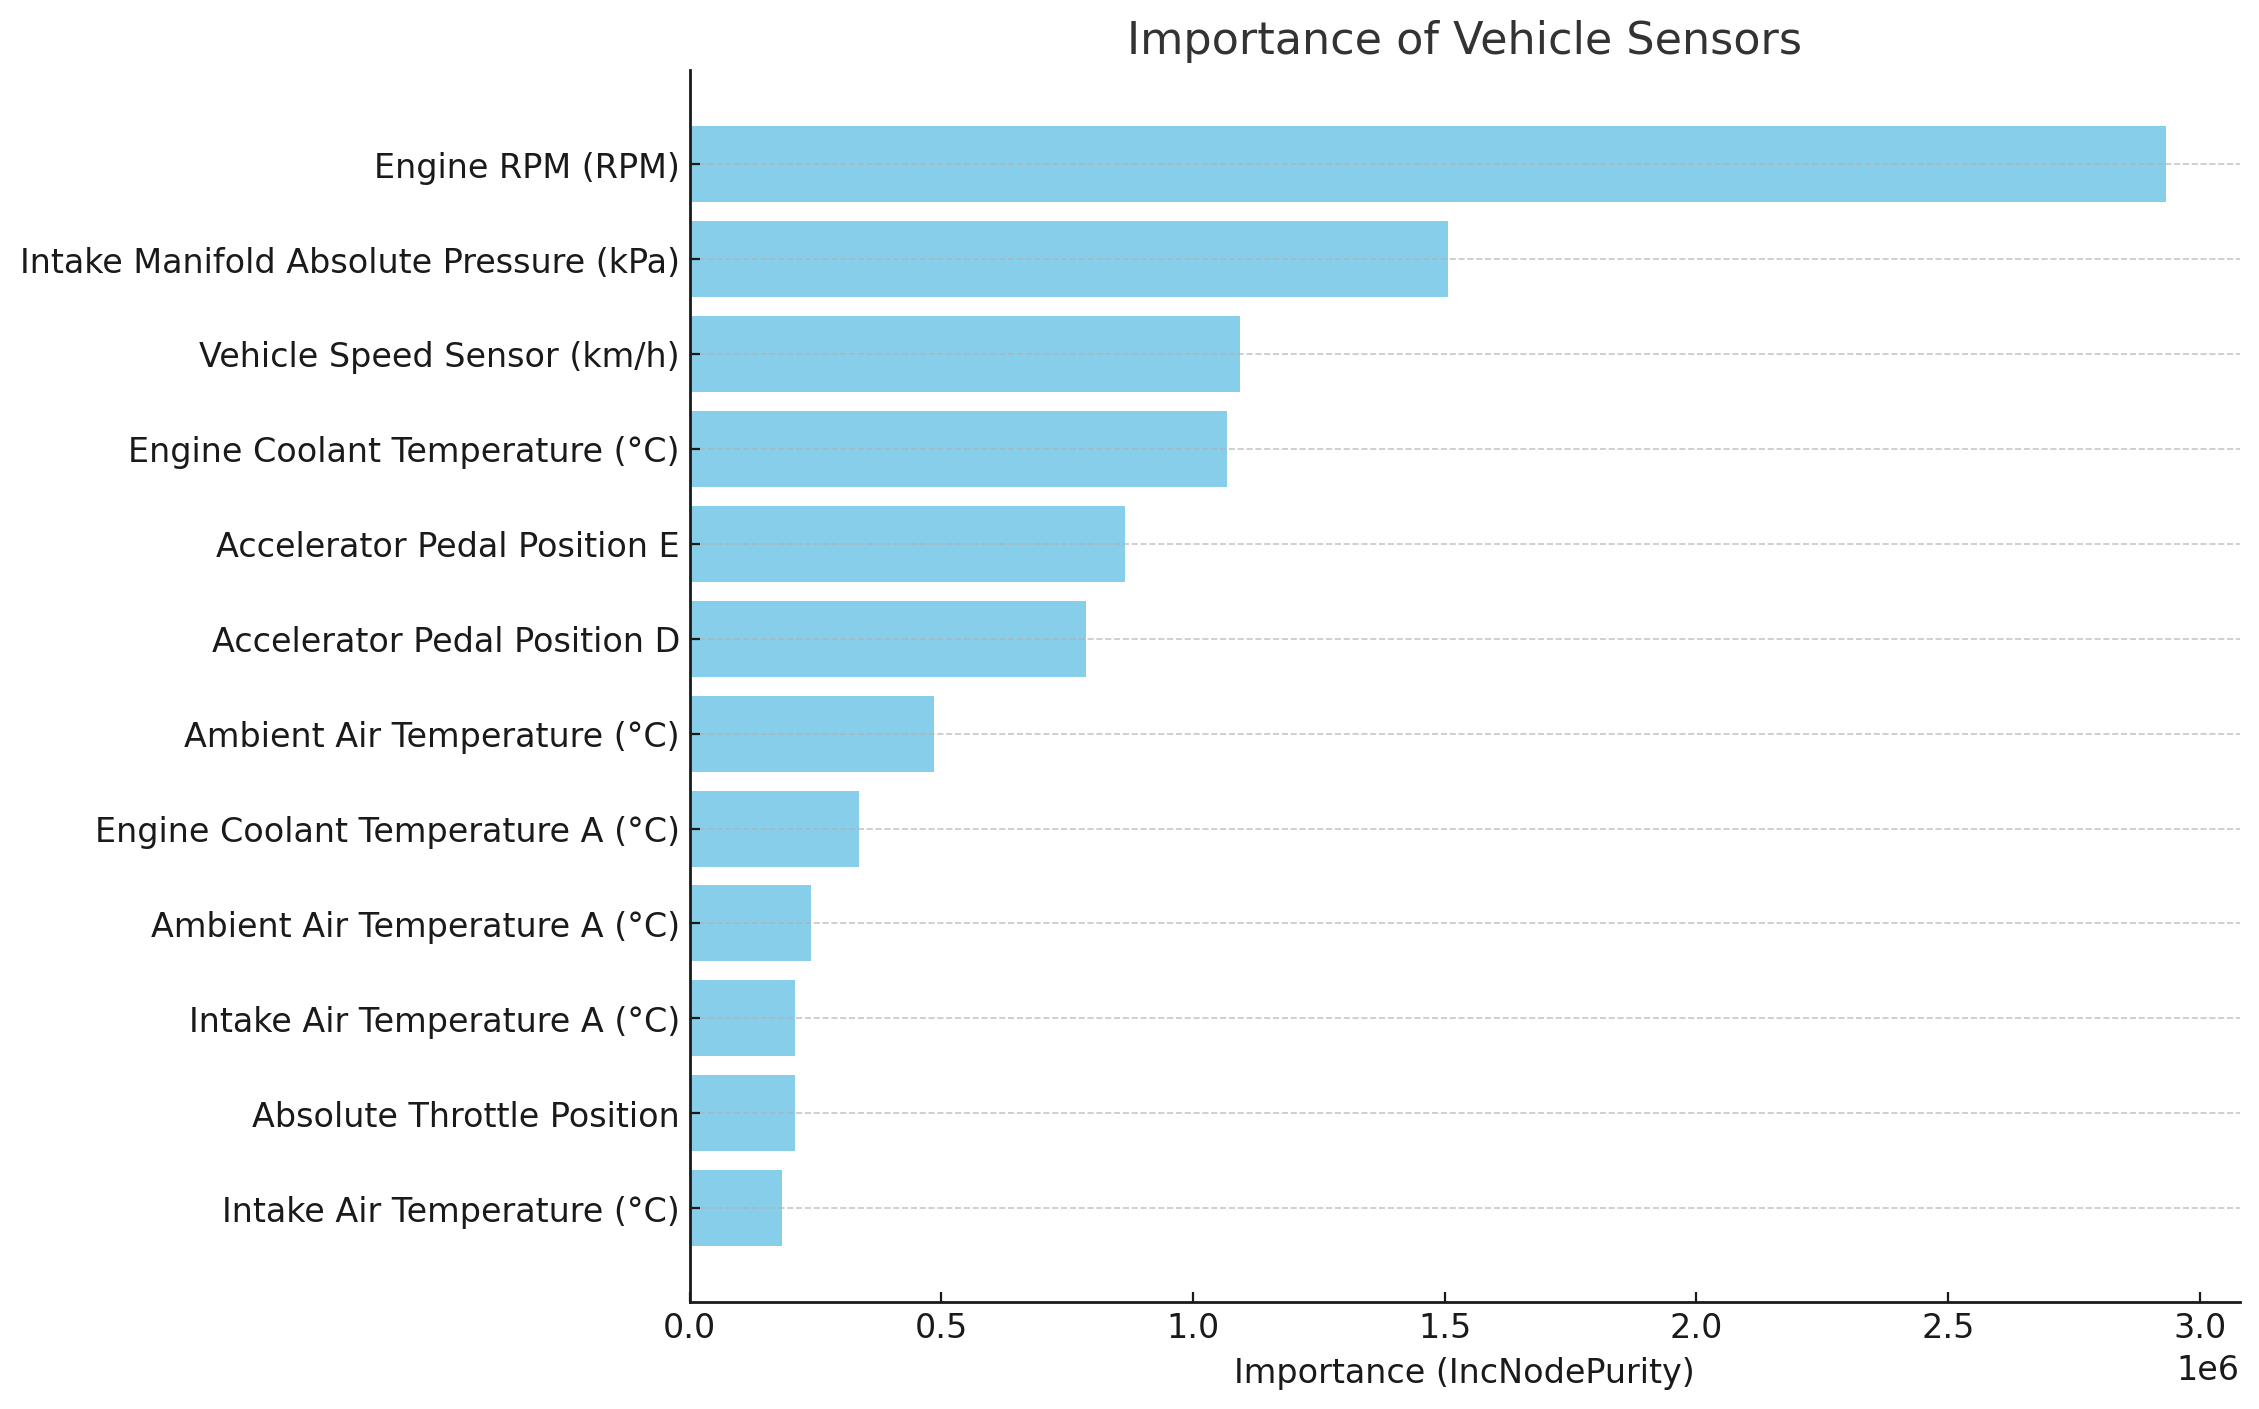 Importance of Vehicle Sensors
Engine RPM (RPM)
Intake Manifold Absolute Pressure (kPa)
Vehicle Speed Sensor (km/h)
Engine Coolant Temperature (°C)
Accelerator Pedal Position E
Accelerator Pedal Position D
Ambient Air Temperature (°C)
Engine Coolant Temperature A (°C)
Ambient Air Temperature A (°C)
Intake Air Temperature A (°C)
Absolute Throttle Position
Intake Air Temperature (°C)
0.0 0.5 1.0 1.5 2.0 2.5 3.0
1e6
Importance (IncNodePurity)